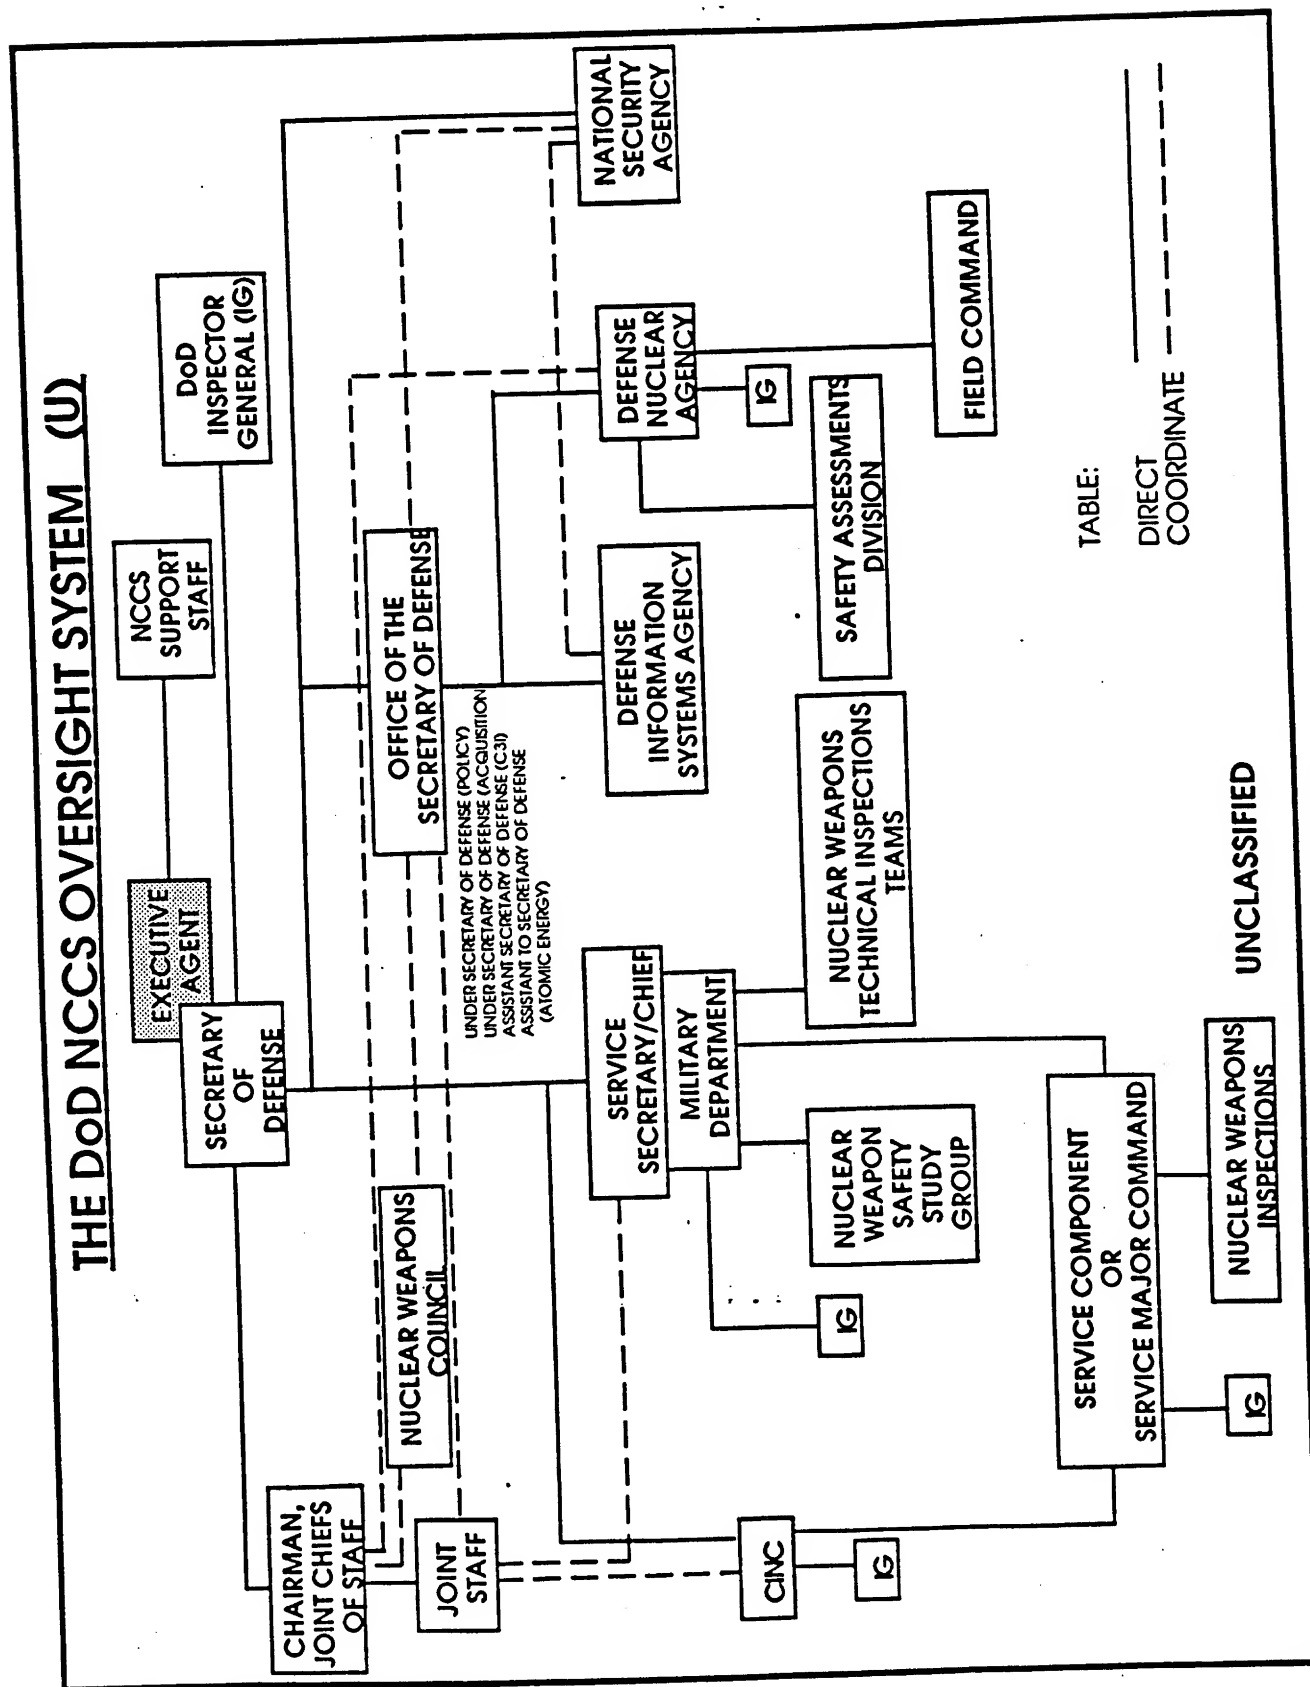 THE DoD NCCS OVERSIGHT SYSTEM (U)
EXECUTIVE
AGENT
NCCS
SUPPORT
STAFF
SECRETARY
OF
DEFENSE
DoD
INSPECTOR
GENERAL (IG)
CHAIRMAN,
JOINT CHIEFS
OF STAFF
NUCLEAR WEAPONS
COUNCIL
OFFICE OF THE
SECRETARY OF DEFENSE
JOINT
STAFF
UNDER SECRETARY OF DEFENSE (POLICY)
UNDER SECRETARY OF DEFENSE (ACQUISITION
ASSISTANT SECRETARY OF DEFENSE (C3I)
ASSISTANT TO SECRETARY OF DEFENSE
(ATOMIC ENERGY)
SERVICE
SECRETARY/CHIEF
MILITARY
DEPARTMENT
DEFENSE
INFORMATION
SYSTEMS AGENCY
DEFENSE
NUCLEAR
AGENCY
NATIONAL
SECURITY
AGENCY
CINC
IG
IG
NUCLEAR
WEAPON
SAFETY
STUDY
GROUP
NUCLEAR WEAPONS
TECHNICAL INSPECTIONS
TEAMS
SAFETY ASSESSMENTS
DIVISION
IG
FIELD COMMAND
SERVICE COMPONENT
OR
SERVICE MAJOR COMMAND
IG
NUCLEAR WEAPONS
INSPECTIONS
TABLE:
DIRECT
COORDINATE
UNCLASSIFIED